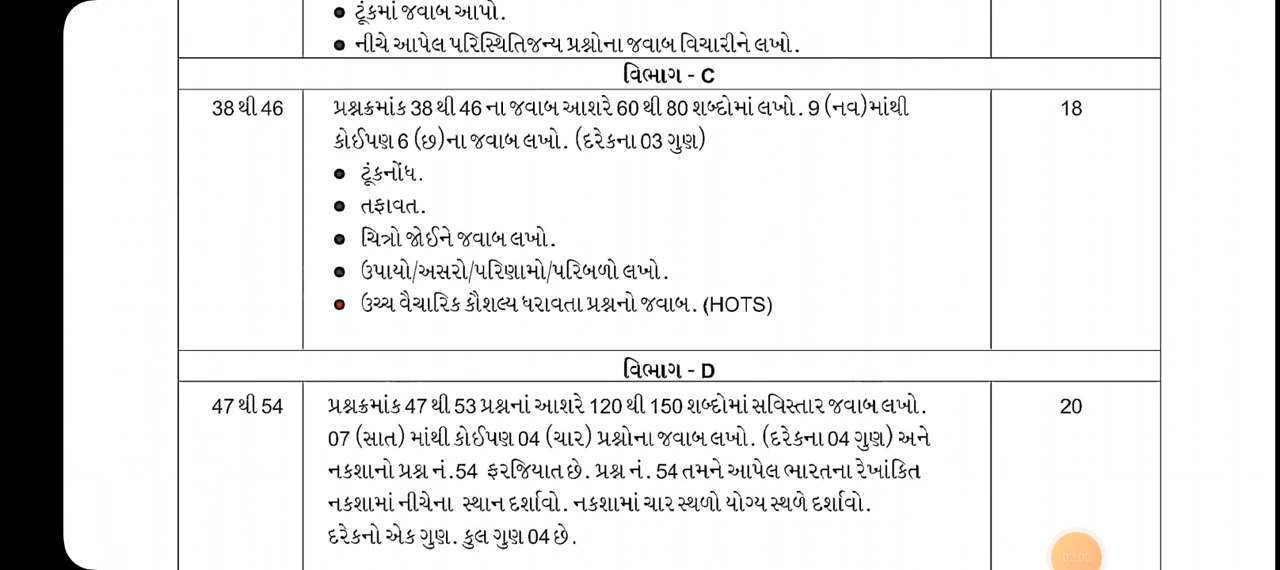 ટૂંકમાં જવાબ આપો.
નીચે આપેલ પરિસ્થિતિજન્ય પ્રશ્નોના જવાબ વિચારીને લખો.
વિભાગ - C
38 થી 46 પ્રશ્નક્રમાંક 38 થી 46 ના જવાબ આશરે 60 થી 80 શબ્દોમાં લખો. 9 (નવ)માંથી 18
કોઈપણ 6 (છ)ના જવાબ લખો. (દરેકના 03 ગુણ)
ટૂંકનોંધ.
તફાવત.
ચિત્રો જોઈને જવાબ લખો.
ઉપાયો/અસરો/પરિણામો/પરિબળો લખો.
ઉચ્ચ વૈચારિક કૌશલ્ય ધરાવતા પ્રશ્નનો જવાબ. (HOTS)
વિભાગ - D
47 થી 54 પ્રશ્નક્રમાંક 47 થી 53 પ્રશ્નનાં આશરે 120 થી 150 શબ્દોમાં સવિસ્તાર જવાબ લખો. 20
07 (સાત) માંથી કોઈપણ 04 (ચાર) પ્રશ્નોના જવાબ લખો. (દરેકના 04 ગુણ) અને
નકશાનો પ્રશ્ન નં.54 ફરજિયાત છે. પ્રશ્ન નં. 54 તમને આપેલ ભારતના રેખાંકિત
નકશામાં નીચેના સ્થાન દર્શાવો. નકશામાં ચાર સ્થળો યોગ્ય સ્થળે દર્શાવો.
દરેકનો એક ગુણ. કુલ ગુણ 04 છે.
02:00